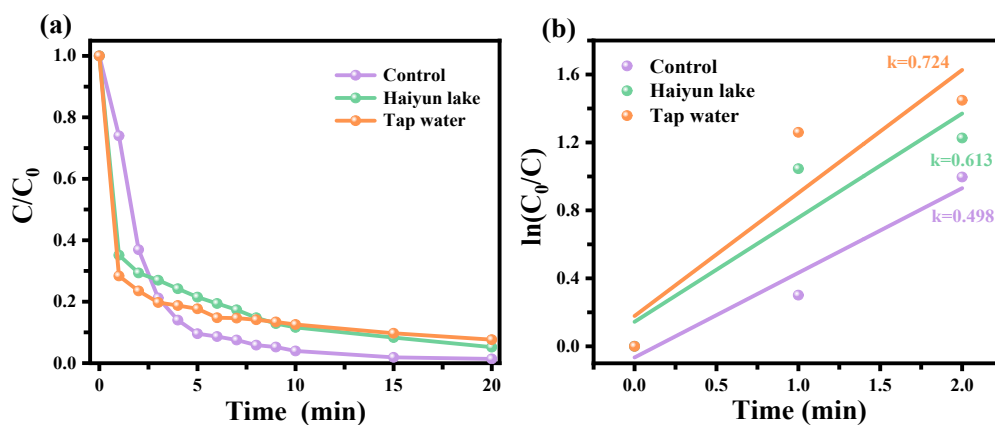 (a)
1.0
0.8
0.6
0.4
0.2
0.0
C/C₀
0
5
10
15
20
Time (min)
Control
Haiyun lake
Tap water
(b)
1.6
1.2
0.8
0.4
0.0
ln(C₀/C)
0.0
0.5
1.0
1.5
2.0
Time (min)
Control
Haiyun lake
Tap water
k=0.724
k=0.613
k=0.498